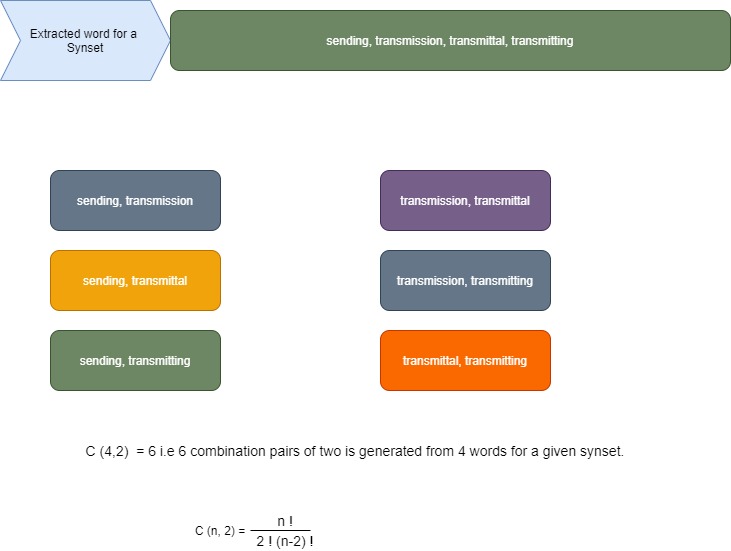 Extracted word for a
Synset
sending, transmission, transmittal, transmitting
sending, transmission
transmission, transmittal
sending, transmittal
transmission, transmitting
sending, transmitting
transmittal, transmitting
C (4,2)  = 6 i.e 6 combination pairs of two is generated from 4 words for a given synset.
n !
C (n, 2) =
2 ! (n-2) !